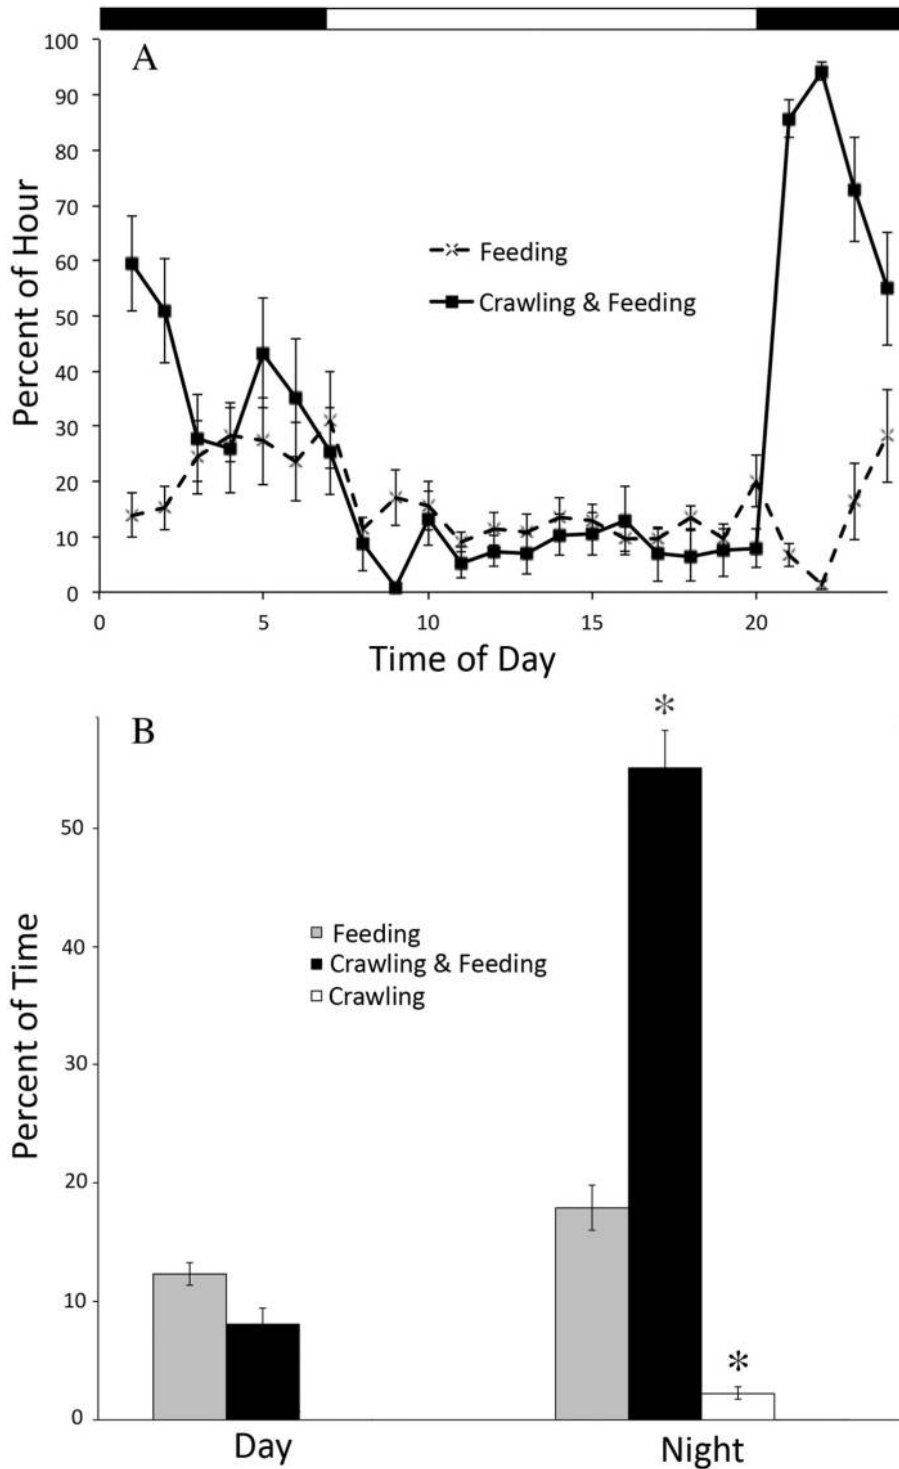 A
100
90
80
70
60
50
40
30
20
10
0
Percent of Hour
Feeding
Crawling & Feeding
0 5 10 15 20
Time of Day
B
*
50
40
30
20
10
0
Percent of Time
Feeding
Crawling & Feeding
Crawling
*
Day Night